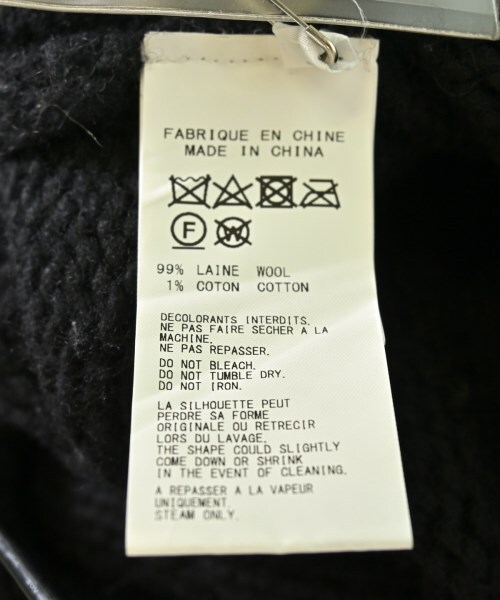 FABRIQUE EN CHINE
MADE IN CHINA
F
W
99% LAINE WOOL
1% COTON COTTON
DECOLORANTS INTERDITS.
NE PAS FAIRE SECHER A LA
MACHINE.
NE PAS REPASSER.
DO NOT BLEACH.
DO NOT TUMBLE DRY.
DO NOT IRON.
LA SILHOUETTE PEUT
PERDRE SA FORME
ORIGINALE OU RETRECIR
LORS DU LAVAGE.
THE SHAPE COULD SLIGHTLY
COME DOWN OR SHRINK
IN THE EVENT OF CLEANING.
A REPASSER A LA VAPEUR
UNIQUEMENT.
STEAM ONLY.